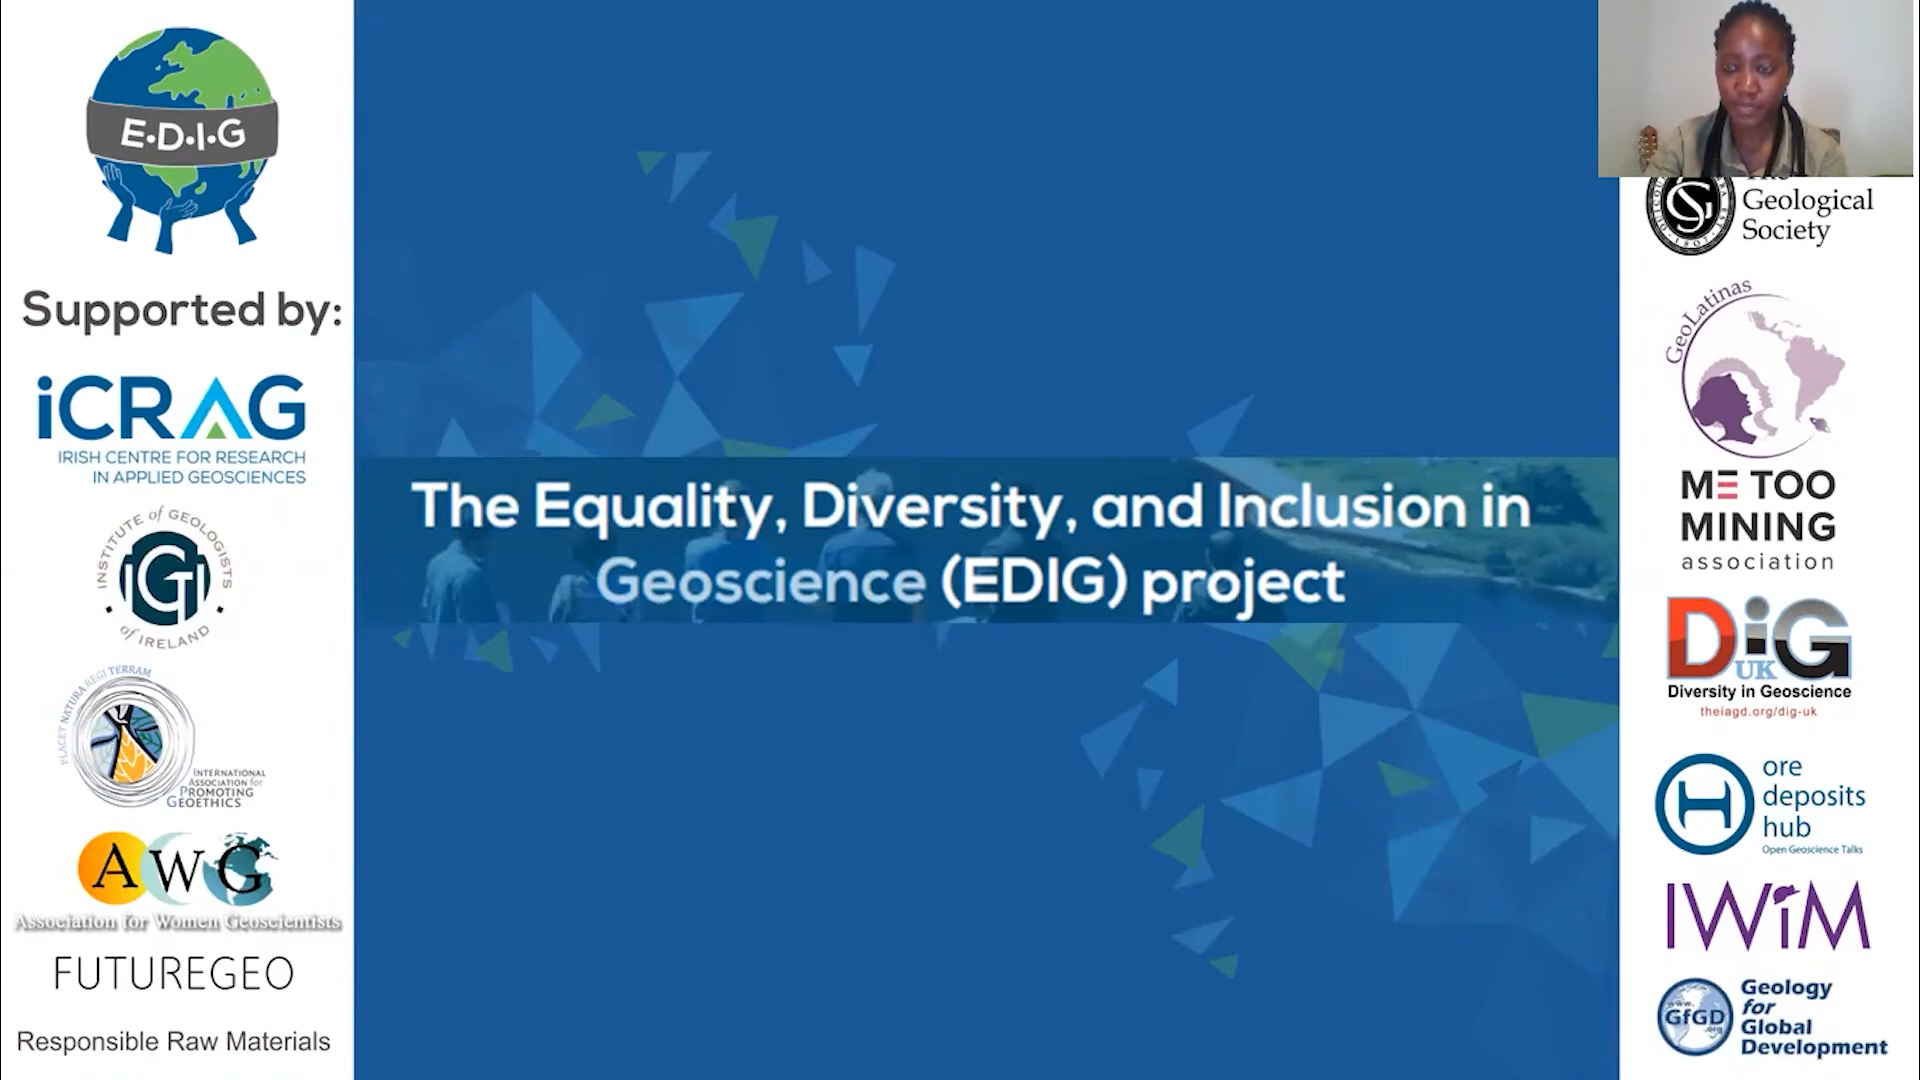 E·D·I·G
Supported by:
iCRAG
IRISH CENTRE FOR RESEARCH
IN APPLIED GEOSCIENCES
INSTITUTE of GEOLOGISTS
IGI
of IRELAND
PLACET NATURA REGI TERRAM
INTERNATIONAL
ASSOCIATION for
PROMOTING
GEOETHICS
AWG
Association for Women Geoscientists
FUTUREGEO
Responsible Raw Materials
The Equality, Diversity, and Inclusion in
Geoscience (EDIG) project
Geological
Society
1807
GeoLatinas
ME TOO
MINING
association
DiG
UK
Diversity in Geoscience
theiagd.org/dig-uk
ore
deposits
hub
Open Geoscience Talks
IWiM
www.
GfGD
.org
Geology
for
Global
Development